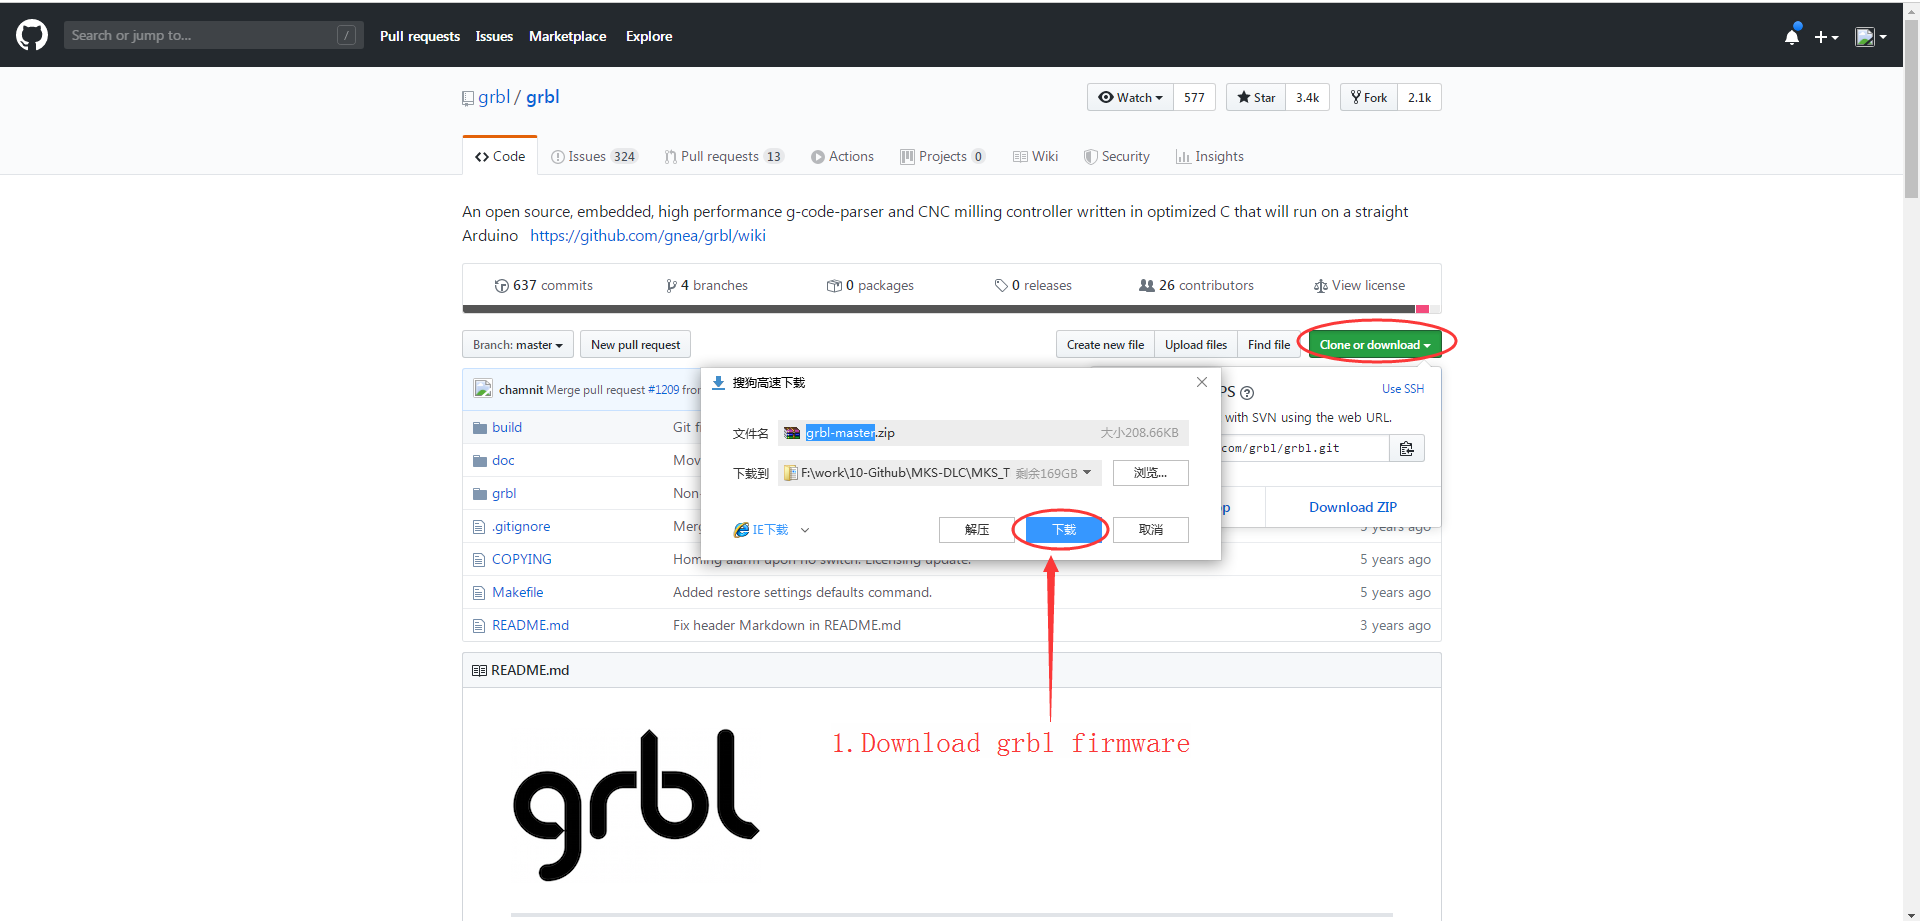 Search or jump to... /
Pull requests Issues Marketplace Explore
grbl / grbl
Watch 577 Star 3.4k Fork 2.1k
Code Issues 324 Pull requests 13 Actions Projects 0 Wiki Security Insights
An open source, embedded, high performance g-code-parser and CNC milling controller written in optimized C that will run on a straight
Arduino https://github.com/gnea/grbl/wiki
637 commits 4 branches 0 packages 0 releases 26 contributors View license
Branch: master New pull request Create new file Upload files Find file Clone or download
chamnit Merge pull request #1209 from
PS Use SSH
with SVN using the web URL.
com/grbl/grbl.git
Download ZIP
搜狗高速下载
文件名 grbl-master.zip 大小208.66KB
下载到 F:\work\10-Github\MKS-DLC\MKS_T 剩余169GB 浏览...
IE下载 解压 下载 取消
build Git f
doc Mov
grbl Non-
.gitignore Merg 5 years ago
COPYING Homing alarm upon no switch. Licensing update. 5 years ago
Makefile Added restore settings defaults command. 5 years ago
README.md Fix header Markdown in README.md 3 years ago
README.md
grbl
1.Download grbl firmware